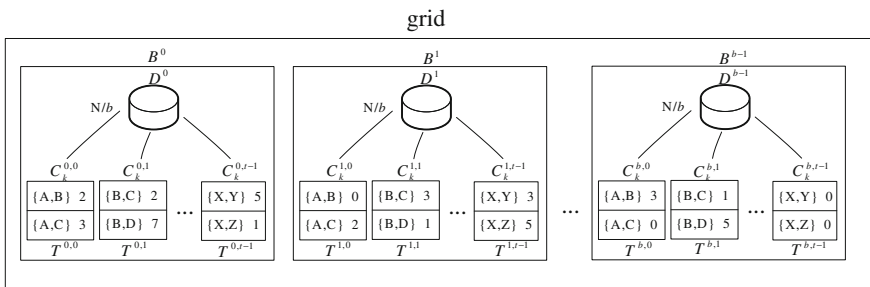 grid
B^0 B^1 B^{b-1}
D^0 D^1 D^{b-1}
N/b N/b N/b
C_k^{0,0} C_k^{0,1} C_k^{0,t-1} C_k^{1,0} C_k^{1,1} C_k^{1,t-1} C_k^{b,0} C_k^{b,1} C_k^{b,t-1}
{A,B} 2 {B,C} 2 {X,Y} 5 {A,B} 0 {B,C} 3 {X,Y} 3 {A,B} 3 {B,C} 1 {X,Y} 0
... ... ... ...
{A,C} 3 {B,D} 7 {X,Z} 1 {A,C} 2 {B,D} 1 {X,Z} 5 {A,C} 0 {B,D} 5 {X,Z} 0
T^{0,0} T^{0,1} T^{0,t-1} T^{1,0} T^{1,1} T^{1,t-1} T^{b,0} T^{b,1} T^{b,t-1}